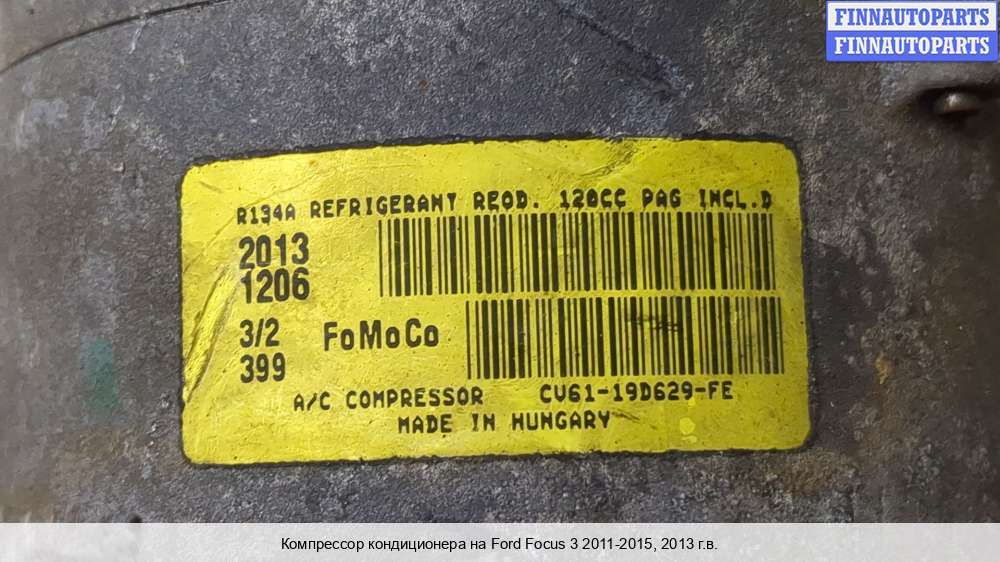 FINNAUTOPARTS
FINNAUTOPARTS
R134A REFRIGERANT REOD. 120CC PAG INCL.D
2013
1206
3/2 FoMoCo
399
A/C COMPRESSOR CV61-19D629-FE
MADE IN HUNGARY
Компрессор кондиционера на Ford Focus 3 2011-2015, 2013 г.в.